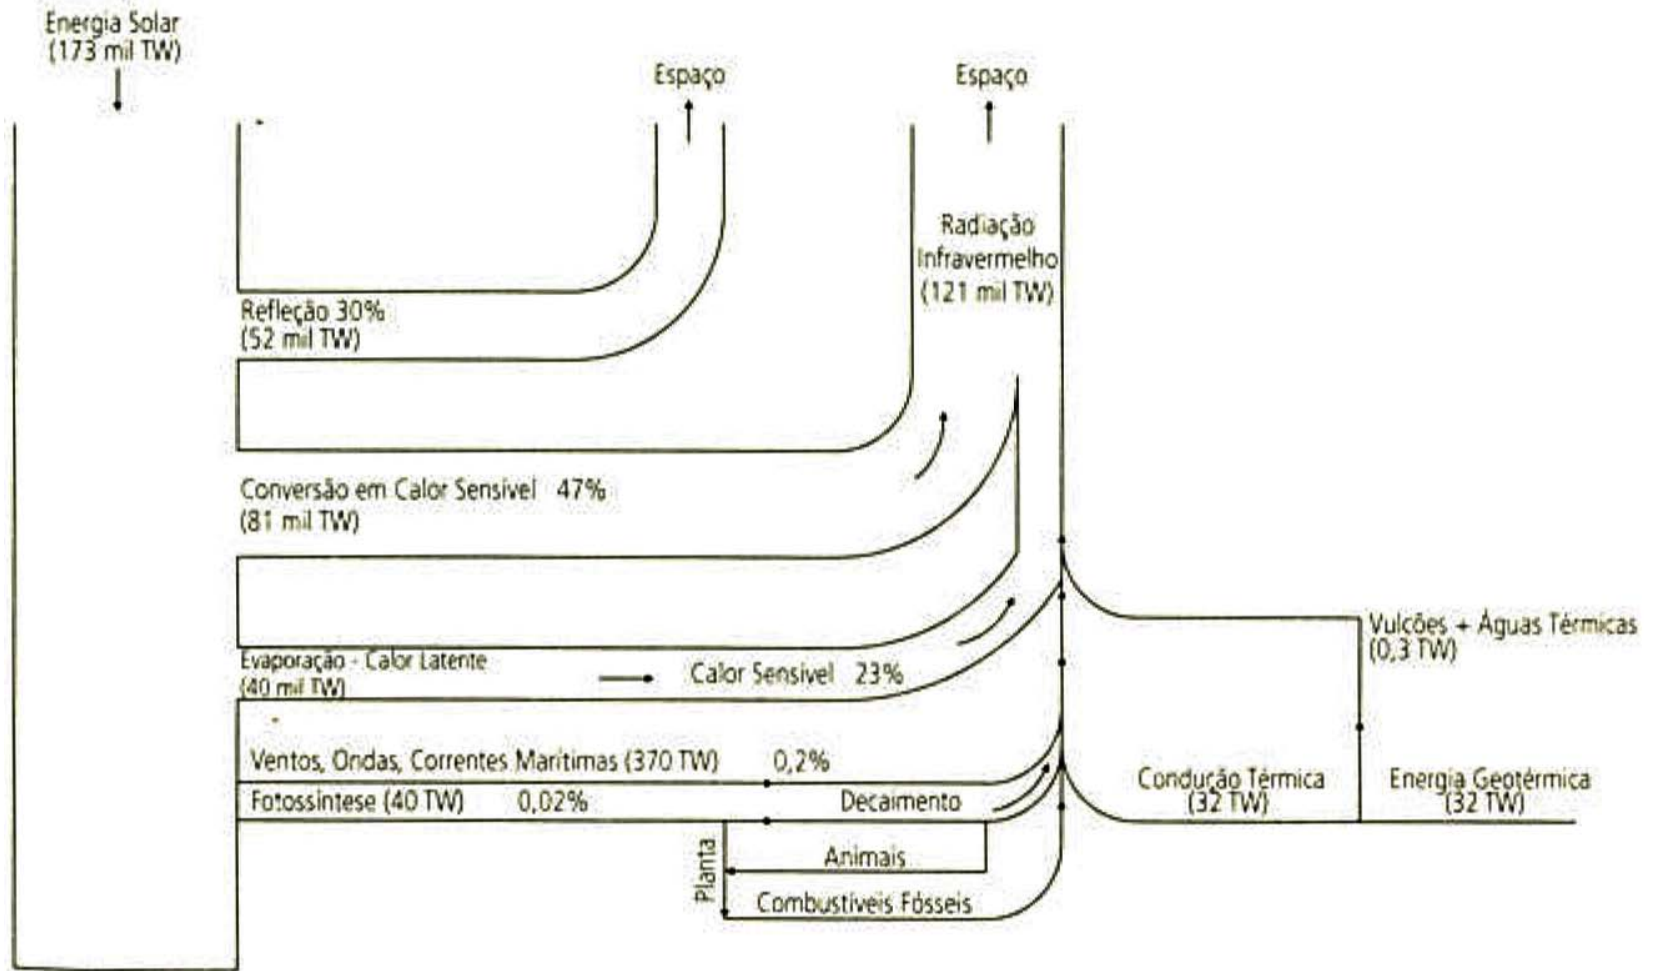 Energia Solar
(173 mil TW)
Espaço
Espaço
Radiação
Infravermelho
(121 mil TW)
Refleção 30%
(52 mil TW)
Conversão em Calor Sensível 47%
(81 mil TW)
Evaporação - Calor Latente
(40 mil TW)
Calor Sensível 23%
Vulcões + Águas Térmicas
(0,3 TW)
Ventos, Ondas, Correntes Marítimas (370 TW) 0,2%
Fotossíntese (40 TW) 0,02%
Decaimento
Condução Térmica
(32 TW)
Energia Geotérmica
(32 TW)
Planta
Animais
Combustíveis Fósseis